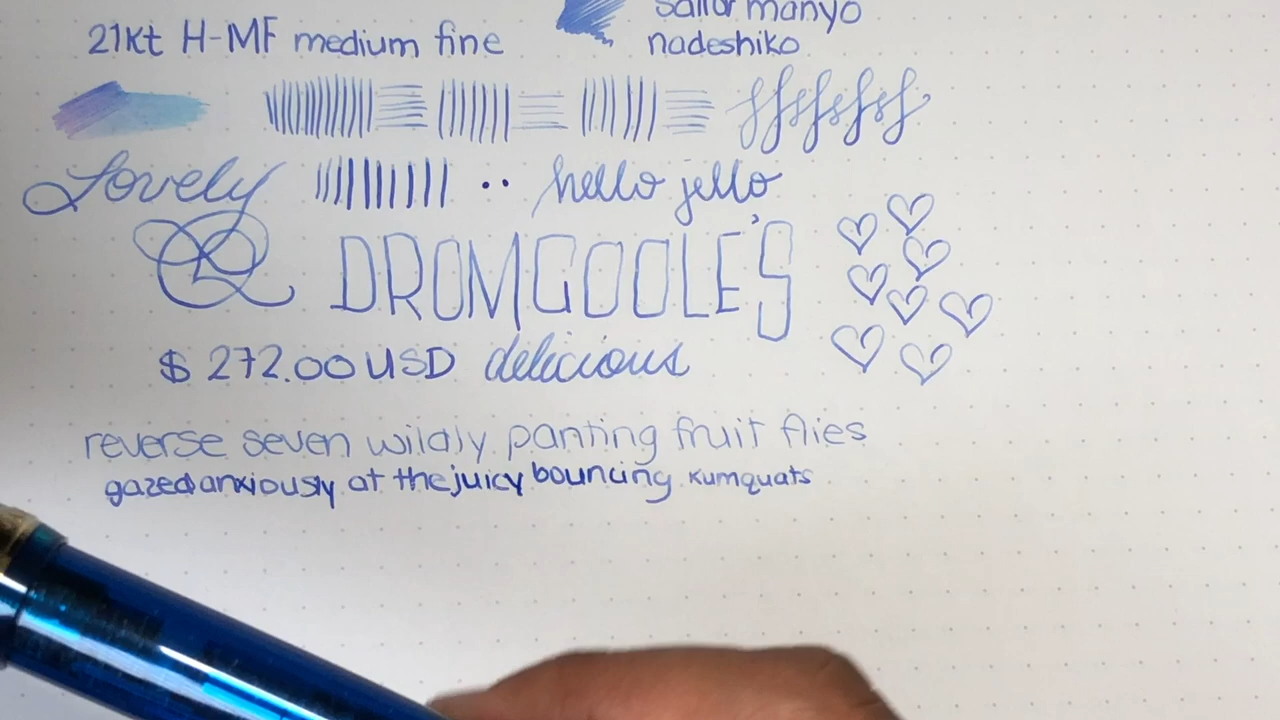 sailor manyo
21kt H-MF medium fine nadeshiko
Lovely hello jello
DROMGOOLE'S
$ 272.00 USD delicious
reverse seven wildly panting fruit flies
gazed anxiously at the juicy bouncing kumquats